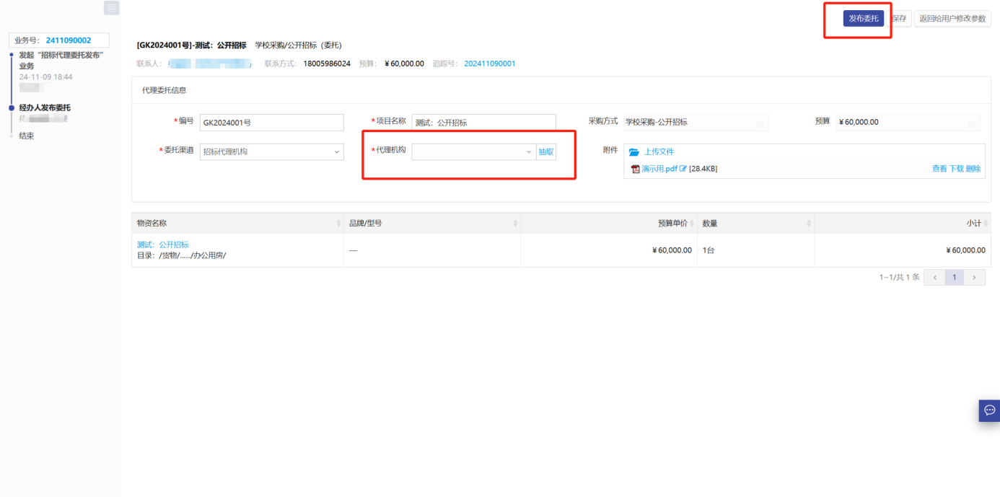 发布委托 保存 返回给用户修改参数
业务号： 2411090002
发起“招标代理委托发布”
业务
24-11-09 18:44
经办人发布委托
结束
[GK2024001号]-测试：公开招标 学校采购/公开招标（委托）
联系人： 联系方式： 18005986024 预算： ¥60,000.00 追踪号： 202411090001
代理委托信息
*编号 GK2024001号 *项目名称 测试：公开招标 采购方式 学校采购-公开招标 预算 ¥60,000.00
*委托渠道 招标代理机构 *代理机构 抽取 附件 上传文件
演示用.pdf [28.4KB] 查看 下载 删除
物资名称 品牌/型号 预算单价 数量 小计
测试：公开招标
目录：/货物/....../办公用房/
— ¥60,000.00 1台 ¥60,000.00
1~1/共 1 条 < 1 >